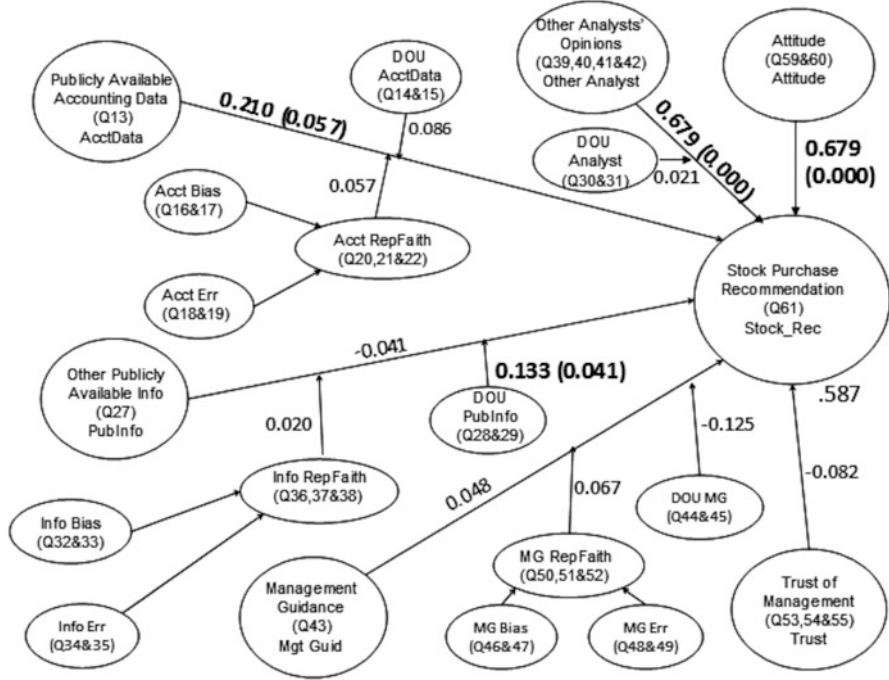 Publicly Available
Accounting Data
(Q13)
AcctData
DOU
AcctData
(Q14&15)
Other Analysts'
Opinions
(Q39,40,41&42)
Other Analyst
Attitude
(Q59&60)
Attitude
0.210 (0.057)
0.086
0.679 (0.000)
DOU
Analyst
(Q30&31)
0.021
0.679
(0.000)
Acct Bias
(Q16&17)
0.057
Acct RepFaith
(Q20,21&22)
Acct Err
(Q18&19)
Stock Purchase
Recommendation
(Q61)
Stock_Rec
-0.041
Other Publicly
Available Info
(Q27)
PubInfo
0.133 (0.041)
DOU
PubInfo
(Q28&29)
.587
0.020
-0.125
Info RepFaith
(Q36,37&38)
0.048
0.067
DOU MG
(Q44&45)
-0.082
Info Bias
(Q32&33)
Info Err
(Q34&35)
Management
Guidance
(Q43)
Mgt Guid
MG RepFaith
(Q50,51&52)
MG Bias
(Q46&47)
MG Err
(Q48&49)
Trust of
Management
(Q53,54&55)
Trust